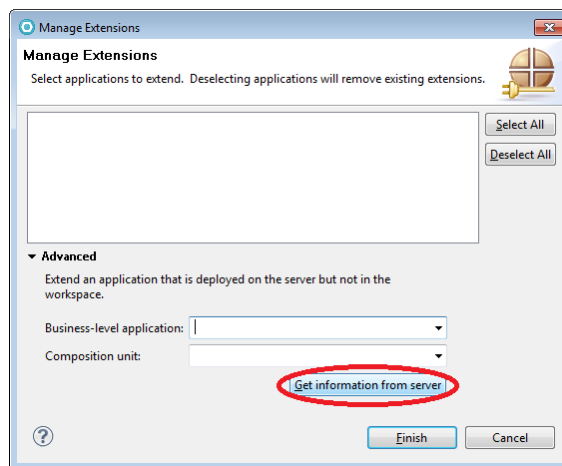 Manage Extensions
Manage Extensions
Select applications to extend. Deselecting applications will remove existing extensions.
Select All
Deselect All
Advanced
Extend an application that is deployed on the server but not in the
workspace.
Business-level application:
Composition unit:
Get information from server
?
Finish
Cancel